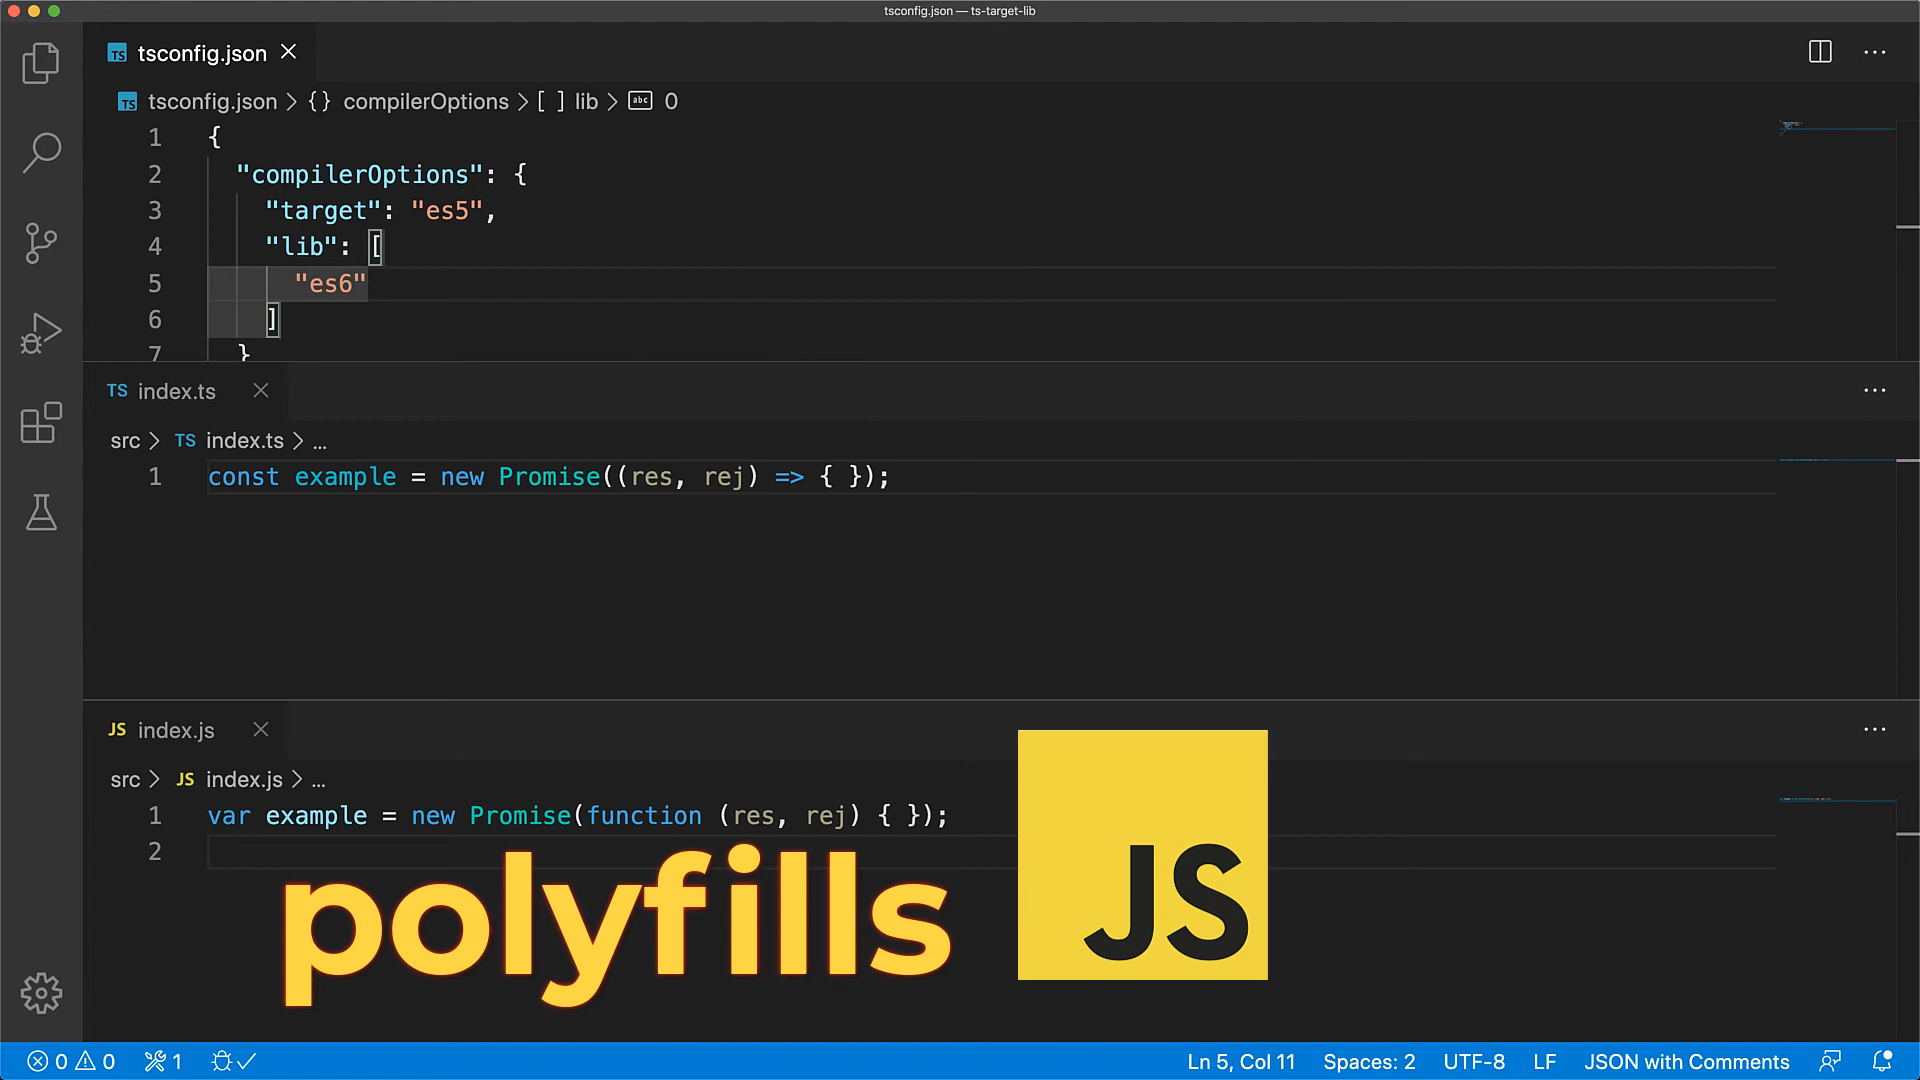 tsconfig.json — ts-target-lib
TS tsconfig.json
TS tsconfig.json > {} compilerOptions > [ ] lib > abc 0
1 {
2 "compilerOptions": {
3 "target": "es5",
4 "lib": [
5 "es6"
6 ]
7 }
TS index.ts
src > TS index.ts > ...
1 const example = new Promise((res, rej) => { });
JS index.js
src > JS index.js > ...
1 var example = new Promise(function (res, rej) { });
2
polyfills
JS
0 0 1 Ln 5, Col 11 Spaces: 2 UTF-8 LF JSON with Comments